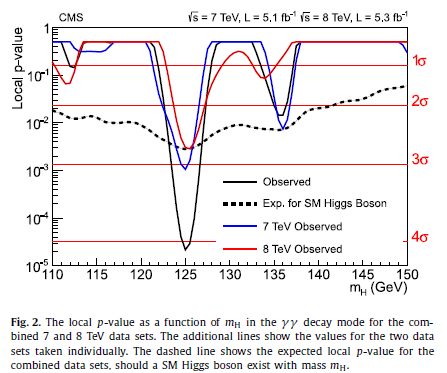 CMS √s = 7 TeV, L = 5.1 fb⁻¹ √s = 8 TeV, L = 5.3 fb⁻¹
Local p-value
1
10⁻¹
10⁻²
10⁻³
10⁻⁴
10⁻⁵
1σ
2σ
3σ
4σ
Observed
Exp. for SM Higgs Boson
7 TeV Observed
8 TeV Observed
110 115 120 125 130 135 140 145 150
mH (GeV)
Fig. 2. The local p-value as a function of mH in the γγ decay mode for the com-
bined 7 and 8 TeV data sets. The additional lines show the values for the two data
sets taken individually. The dashed line shows the expected local p-value for the
combined data sets, should a SM Higgs boson exist with mass mH.